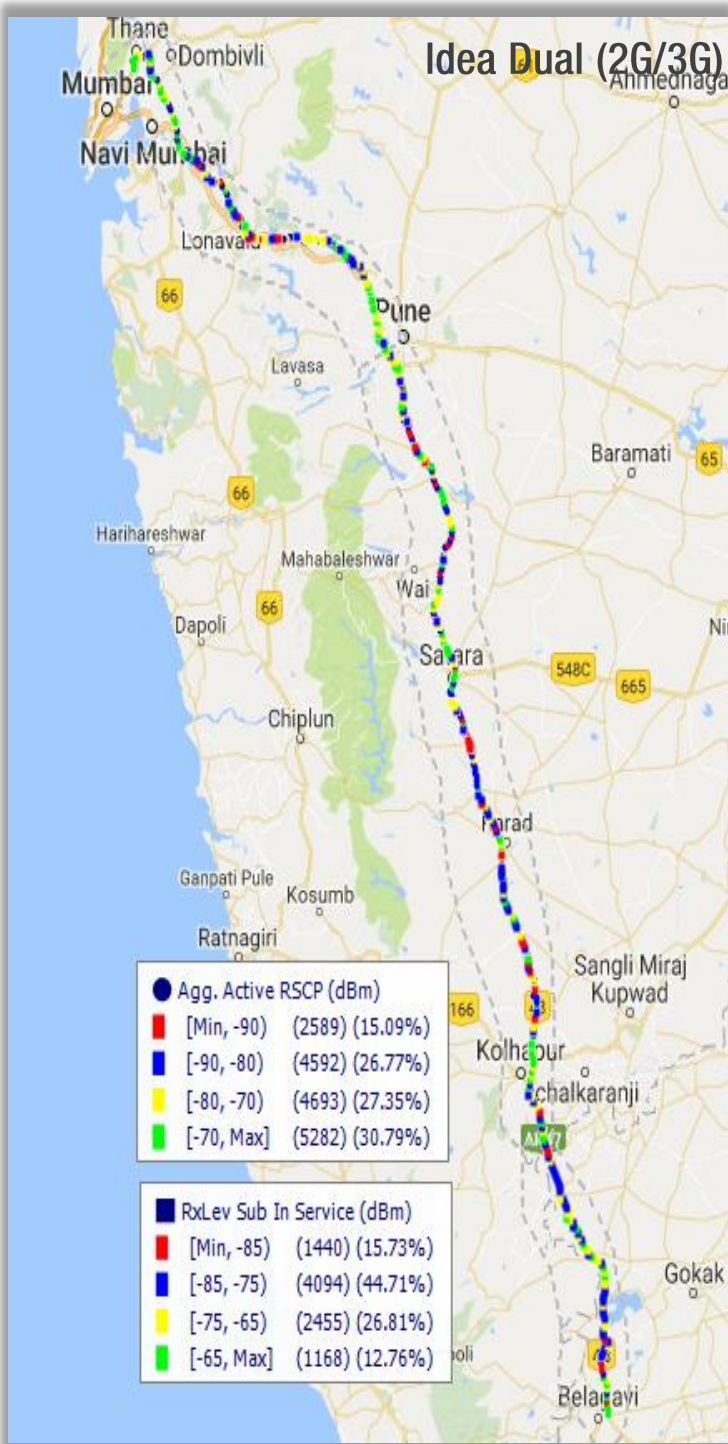 Thane
Idea Dual (2G/3G)
Dombivli
Mumbai
Navi Mumbai
Lonavala
66
Pune
Lavasa
Baramati
65
66
Harihareshwar
Mahabaleshwar
Wai
66
Dapoli
Satara
548C
665
Chiplun
Karad
Ganpati Pule
Kosumb
Ratnagiri
Sangli Miraj
Kupwad
166
Kolhapur
chalkaranji
Agg. Active RSCP (dBm)
[Min, -90) (2589) (15.09%)
[-90, -80) (4592) (26.77%)
[-80, -70) (4693) (27.35%)
[-70, Max] (5282) (30.79%)
RxLev Sub In Service (dBm)
[Min, -85) (1440) (15.73%)
[-85, -75) (4094) (44.71%)
[-75, -65) (2455) (26.81%)
[-65, Max] (1168) (12.76%)
Gokak
Belagavi